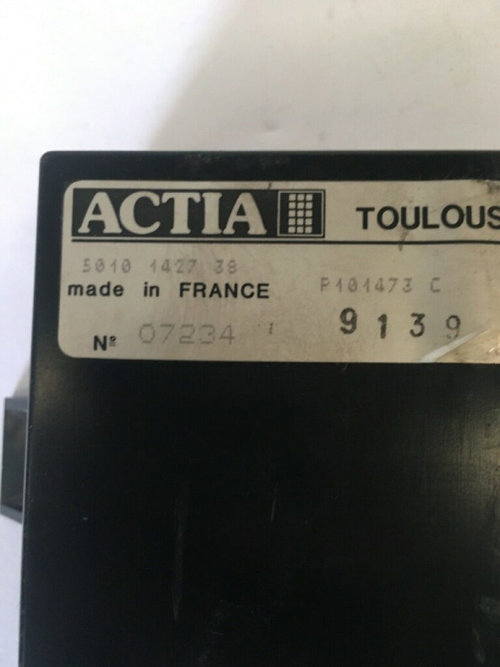 ACTIA TOULOUS
5010 1427 38
made in FRANCE P101473 C
Nº 07234 9139